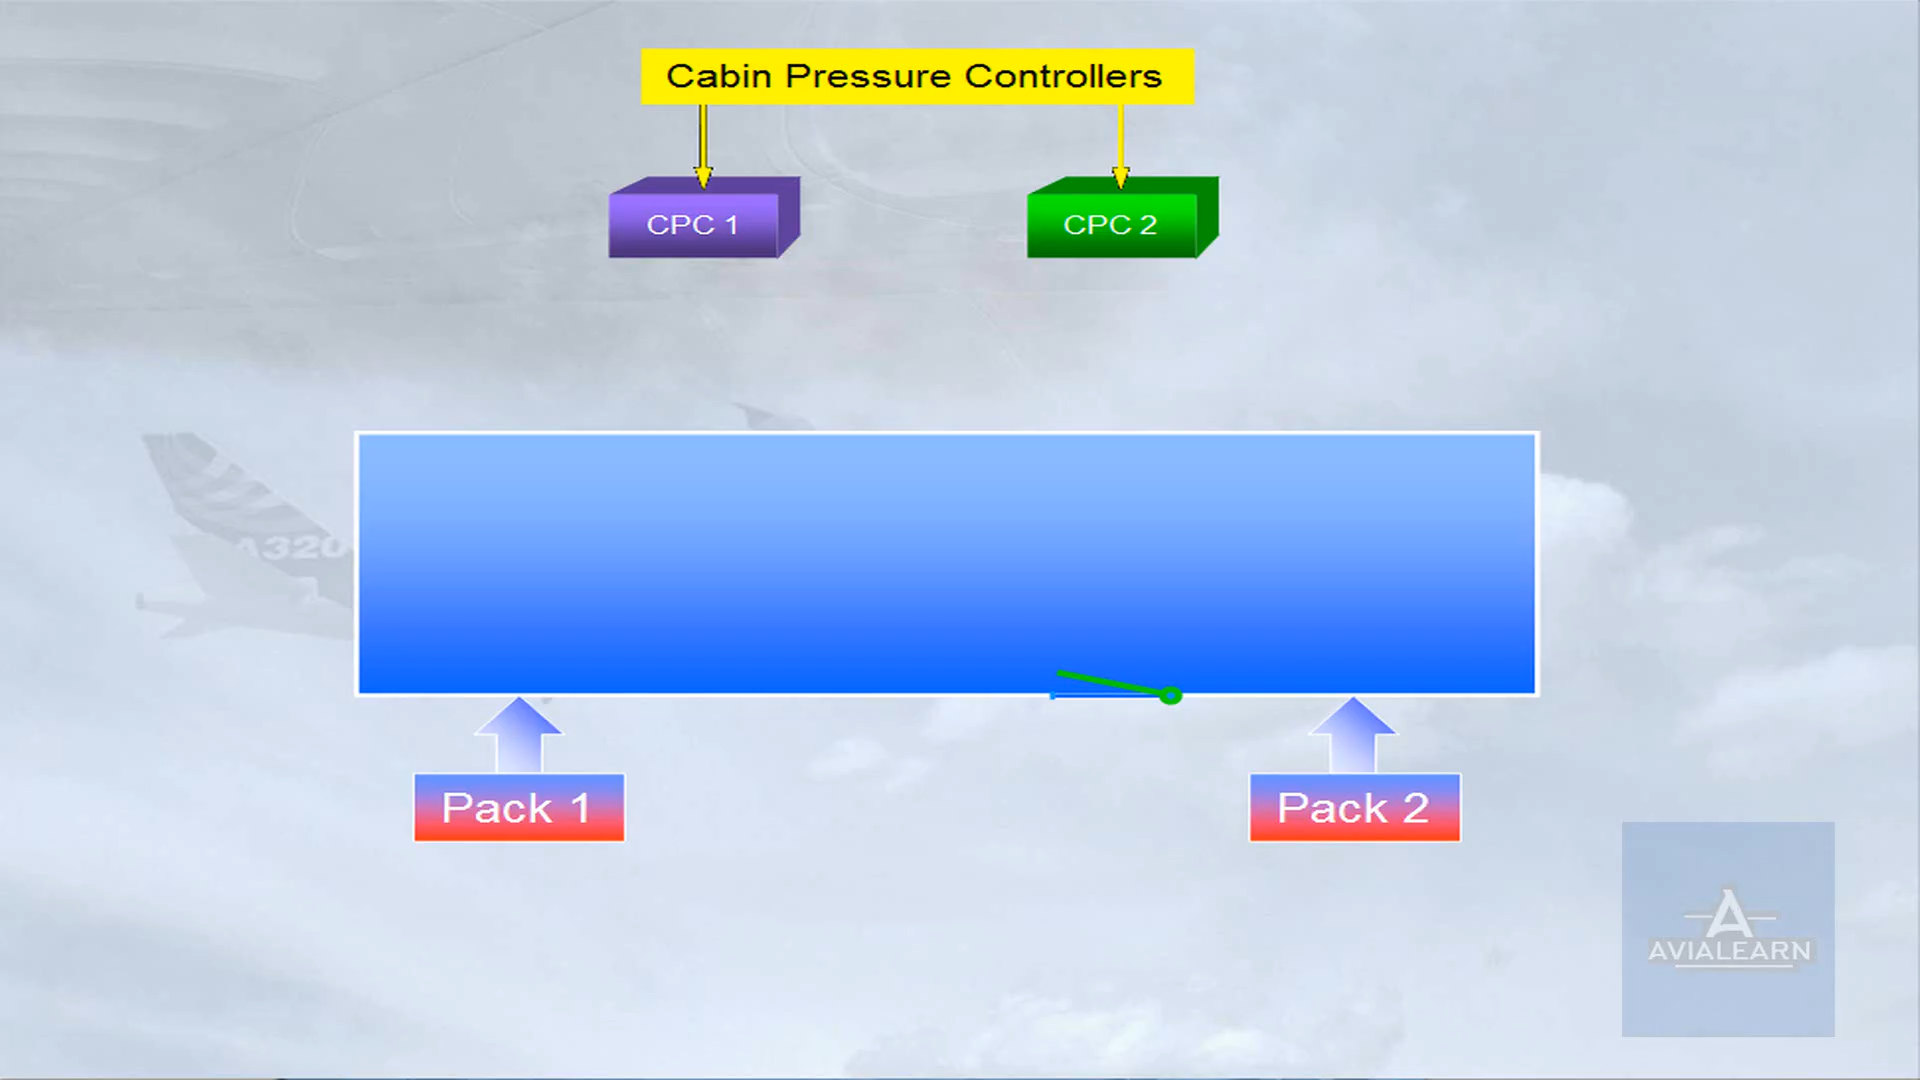 Cabin Pressure Controllers
CPC 1
CPC 2
A320
Pack 1
Pack 2
A
AVIALEARN